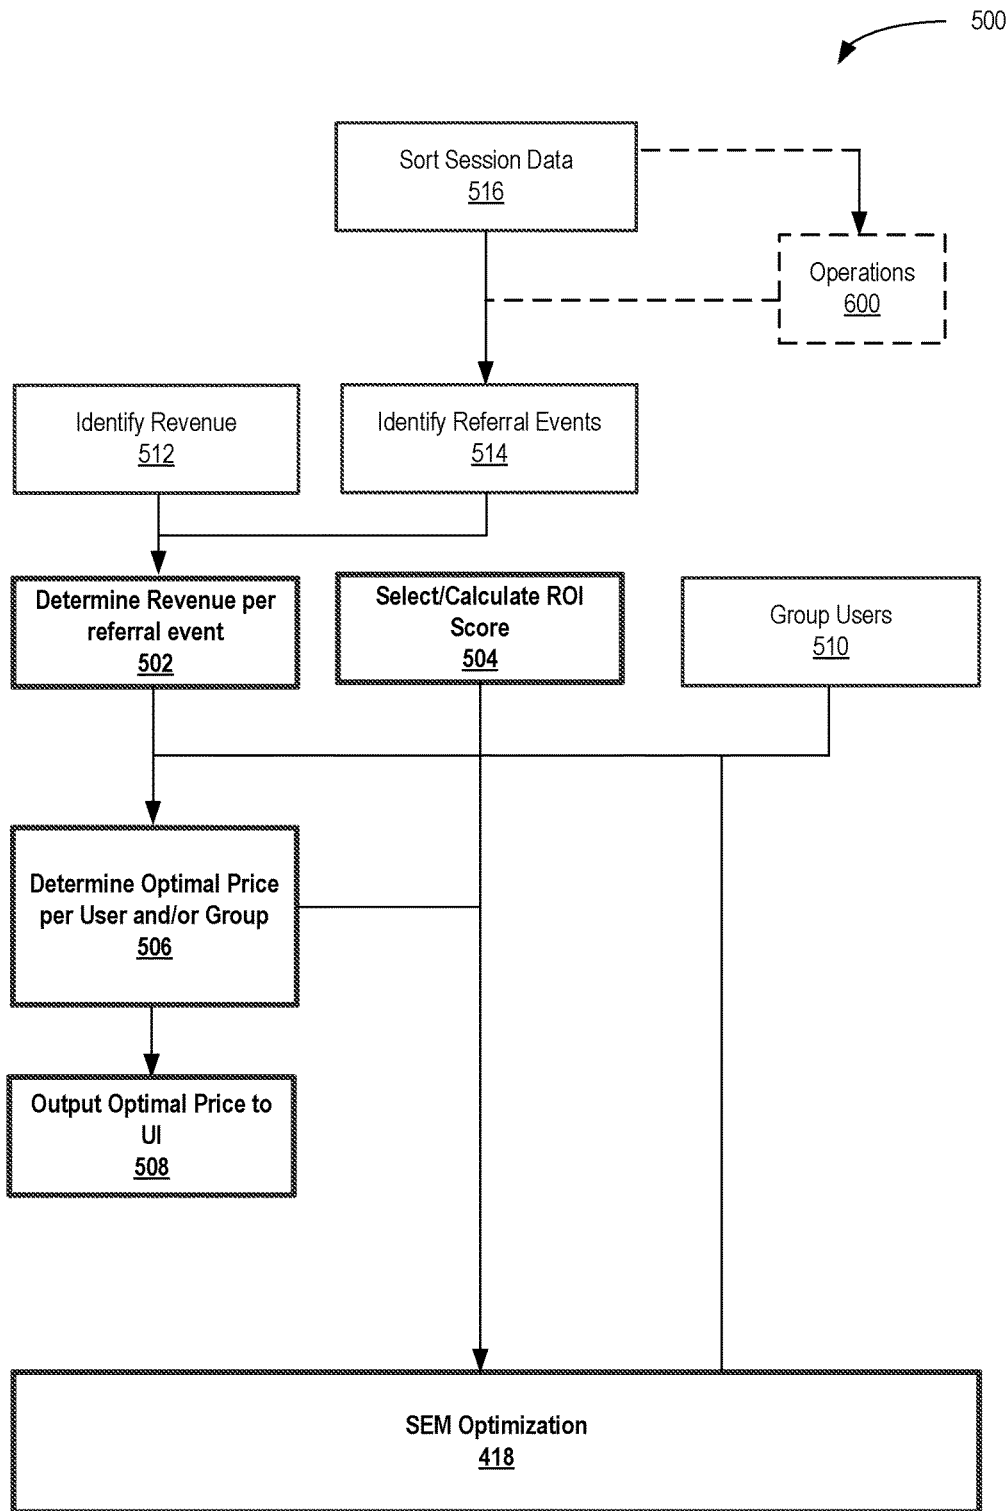 500
Sort Session Data
516
Operations
600
Identify Revenue
512
Identify Referral Events
514
Determine Revenue per
referral event
502
Select/Calculate ROI
Score
504
Group Users
510
Determine Optimal Price
per User and/or Group
506
Output Optimal Price to
UI
508
SEM Optimization
418